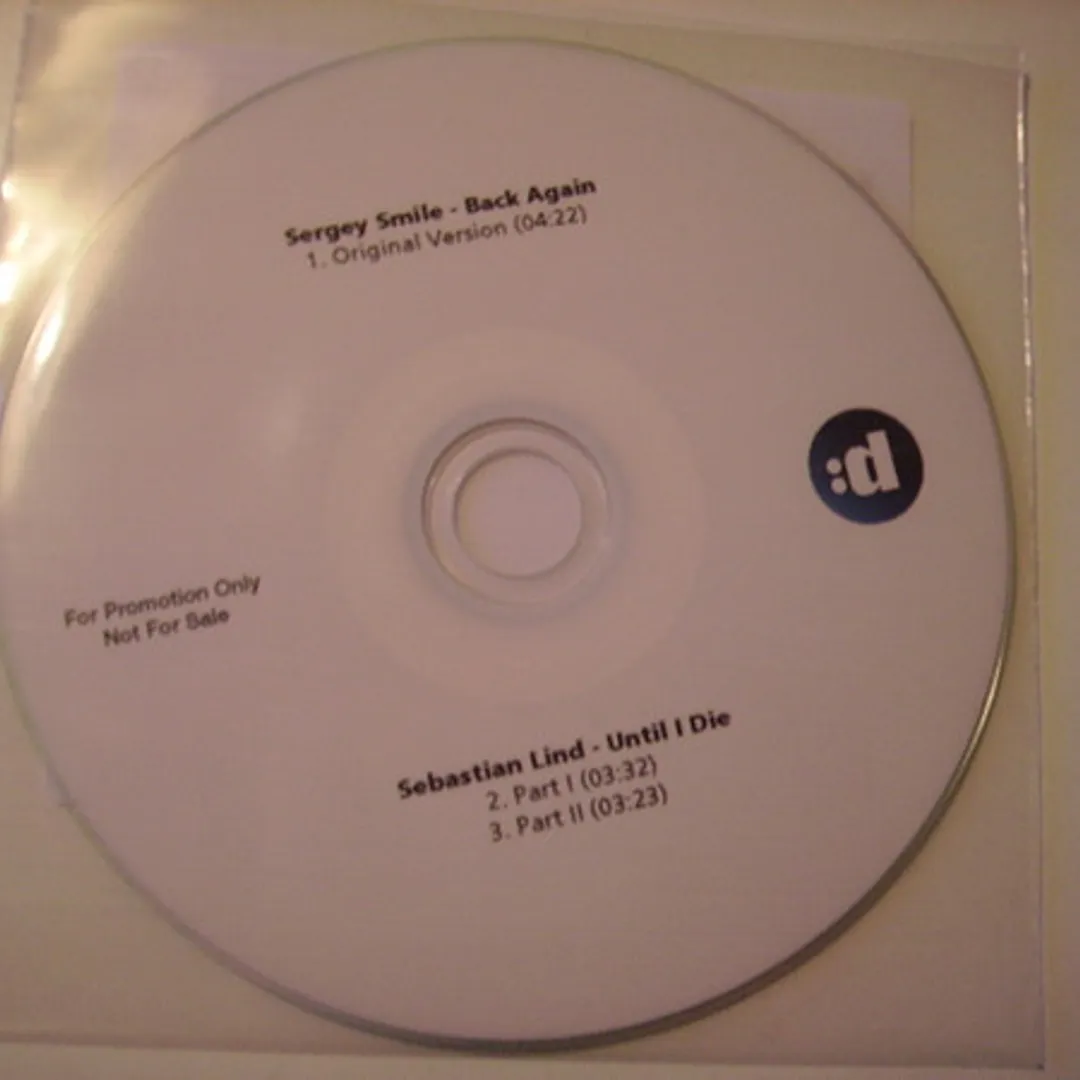 Sergey Smile - Back Again
1. Original Version (04:22)
:d
For Promotion Only
Not For Sale
Sebastian Lind - Until I Die
2. Part I (03:32)
3. Part II (03:23)